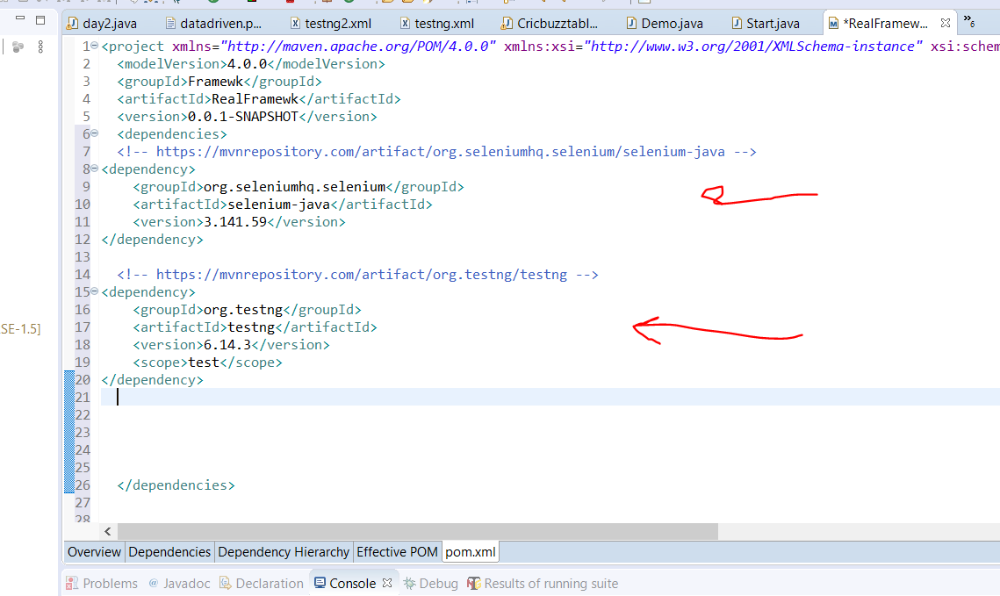 day2.java datadriven.p... testng2.xml testng.xml Cricbuzztabl... Demo.java Start.java *RealFramew... »6
1 <project xmlns="http://maven.apache.org/POM/4.0.0" xmlns:xsi="http://www.w3.org/2001/XMLSchema-instance" xsi:schem
2 <modelVersion>4.0.0</modelVersion>
3 <groupId>Framewk</groupId>
4 <artifactId>RealFramewk</artifactId>
5 <version>0.0.1-SNAPSHOT</version>
6 <dependencies>
7 <!-- https://mvnrepository.com/artifact/org.seleniumhq.selenium/selenium-java -->
8 <dependency>
9 <groupId>org.seleniumhq.selenium</groupId>
10 <artifactId>selenium-java</artifactId>
11 <version>3.141.59</version>
12 </dependency>
13
14 <!-- https://mvnrepository.com/artifact/org.testng/testng -->
15 <dependency>
16 <groupId>org.testng</groupId>
SE-1.5]
17 <artifactId>testng</artifactId>
18 <version>6.14.3</version>
19 <scope>test</scope>
20 </dependency>
21
22
23
24
25
26 </dependencies>
27
28
Overview Dependencies Dependency Hierarchy Effective POM pom.xml
Problems @ Javadoc Declaration Console Debug Results of running suite